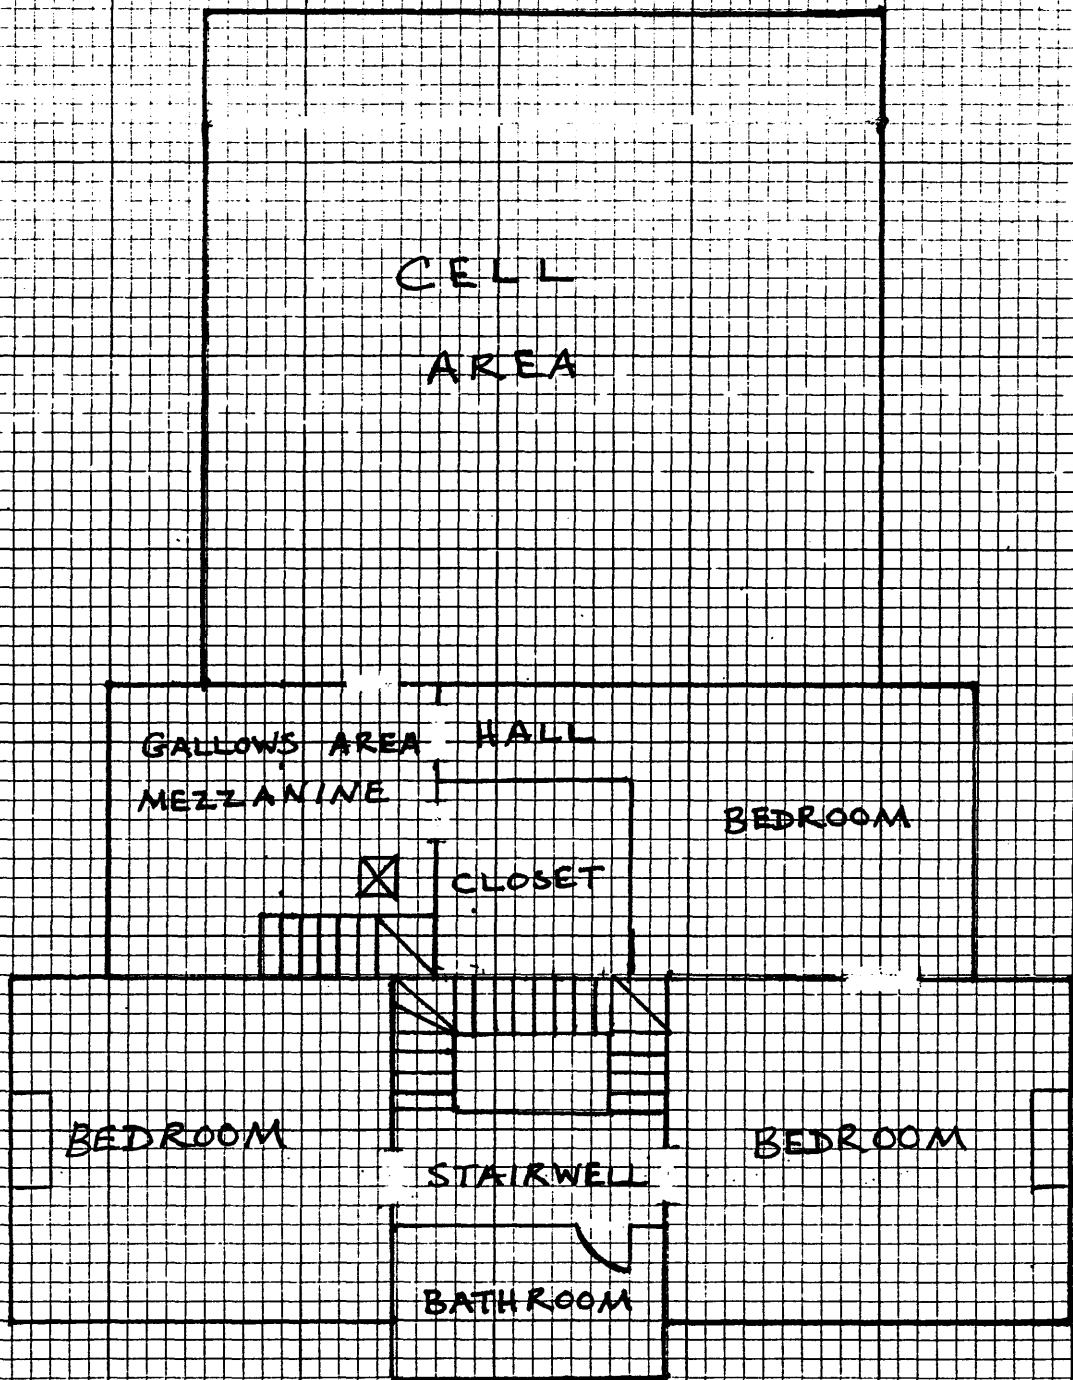 CELL
AREA
GALLOWS AREA
MEZZANINE
HALL
BEDROOM
CLOSET
BEDROOM
STAIRWELL
BEDROOM
BATHROOM